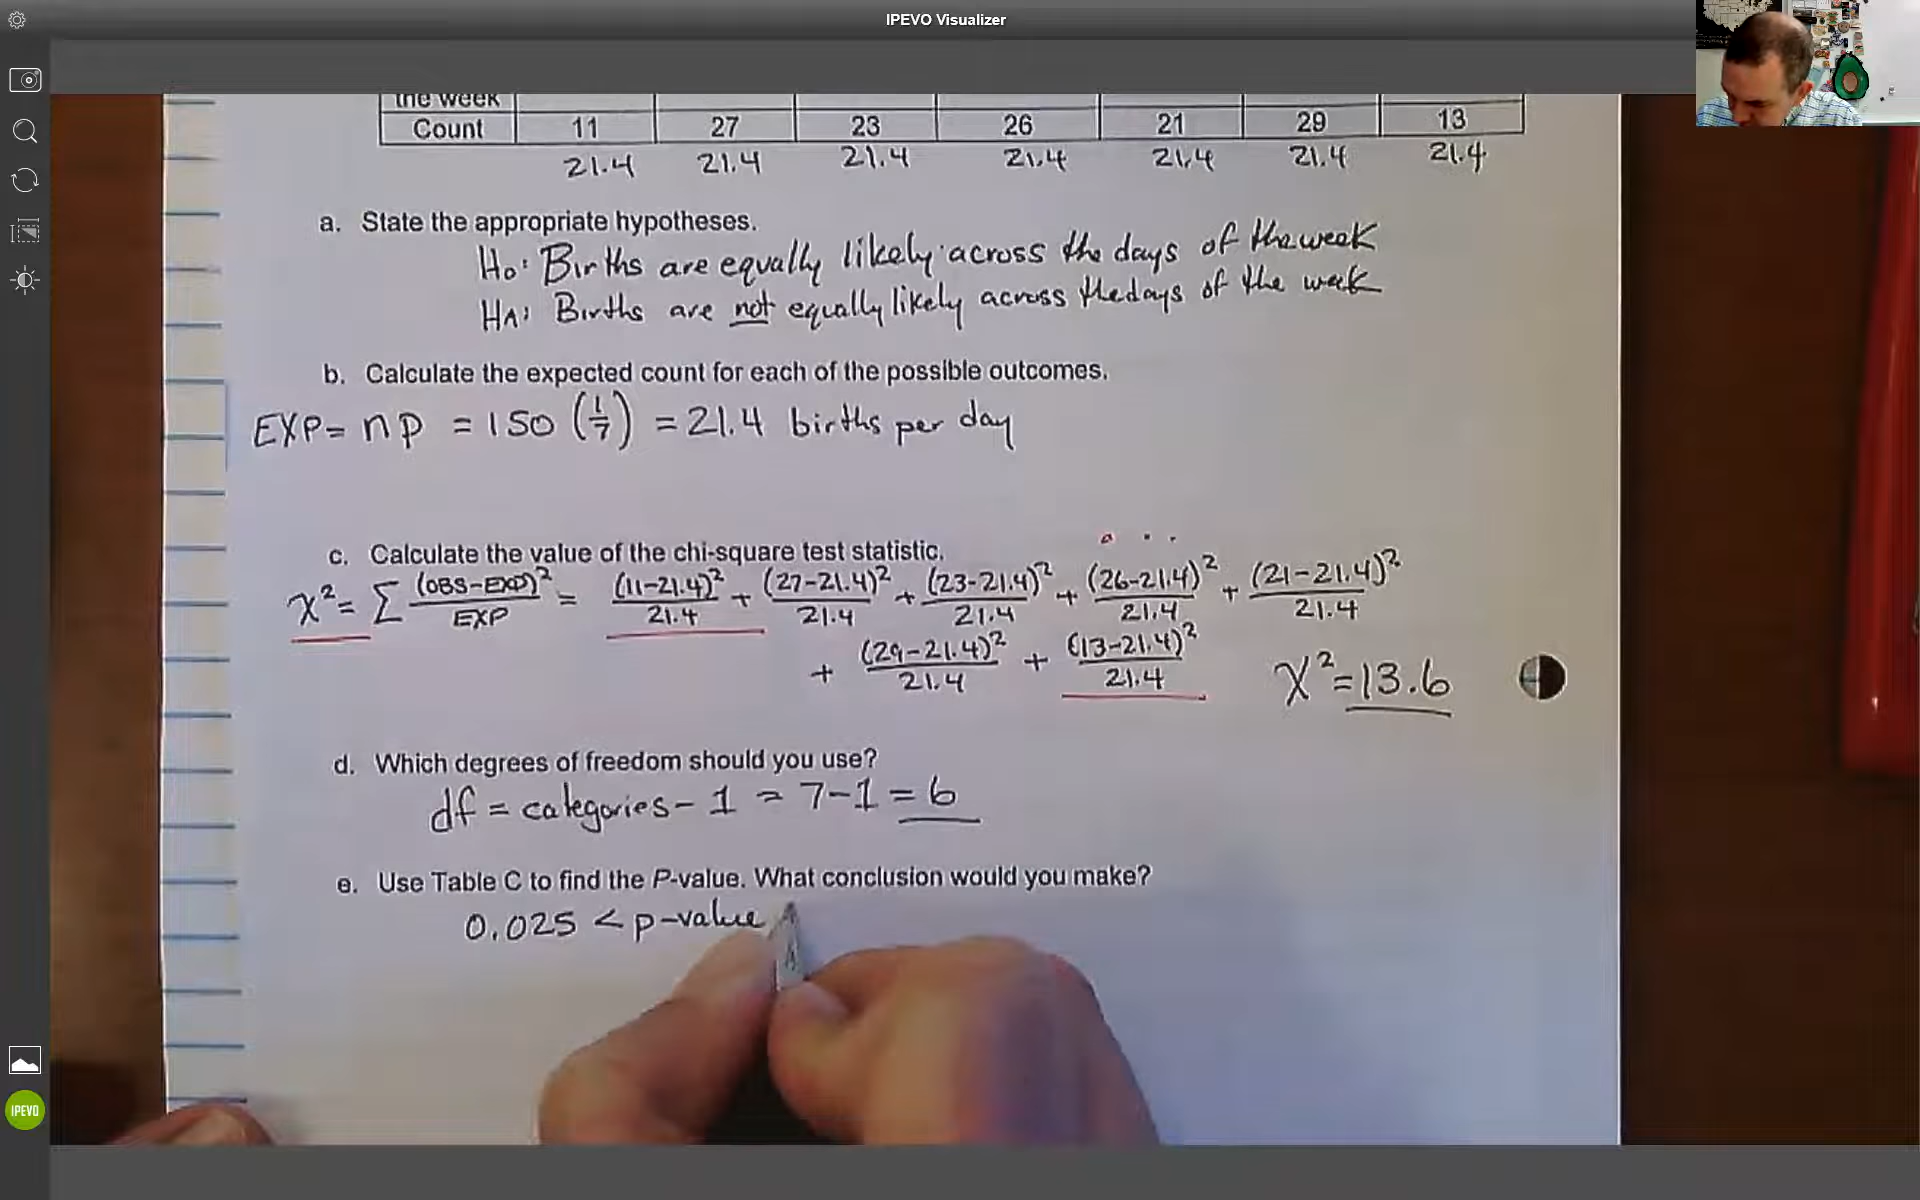 IPEVO Visualizer
the week
Count 11 27 23 26 21 29 13
21.4 21.4 21.4 21.4 21.4 21.4 21.4
a. State the appropriate hypotheses.
H₀: Births are equally likely across the days of the week
HA: Births are not equally likely across the days of the week
b. Calculate the expected count for each of the possible outcomes.
EXP = np = 150 (1/7) = 21.4 births per day
c. Calculate the value of the chi-square test statistic.
χ² = Σ (OBS-EXP)²/EXP = (11-21.4)²/21.4 + (27-21.4)²/21.4 + (23-21.4)²/21.4 + (26-21.4)²/21.4 + (21-21.4)²/21.4
+ (29-21.4)²/21.4 + (13-21.4)²/21.4 χ² = 13.6
d. Which degrees of freedom should you use?
df = categories - 1 = 7-1 = 6
e. Use Table C to find the P-value. What conclusion would you make?
0.025 < p-value
IPEVO